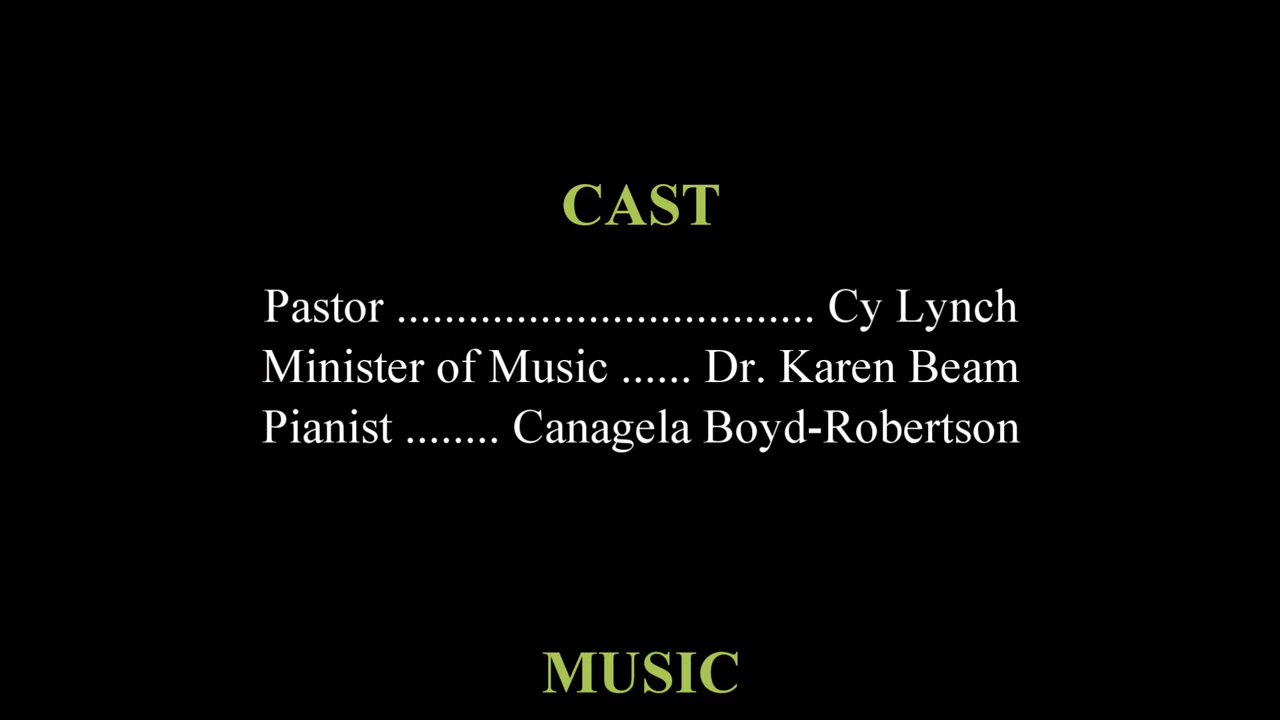 CAST
Pastor ................................... Cy Lynch
Minister of Music ...... Dr. Karen Beam
Pianist ........ Canagela Boyd-Robertson
MUSIC